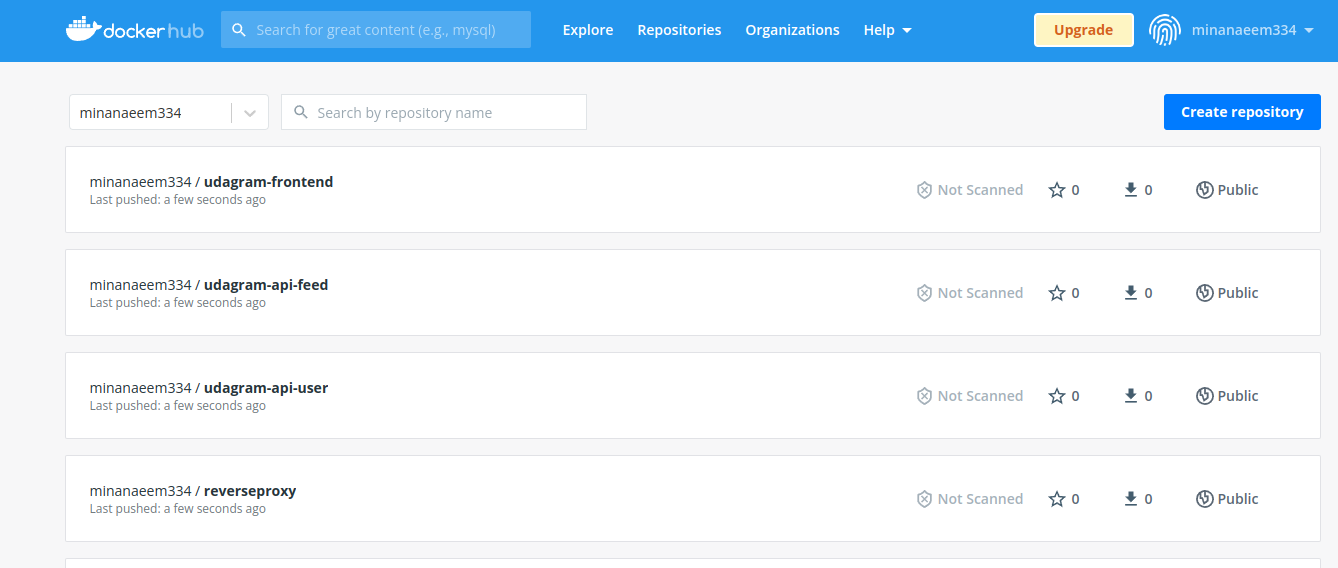 docker hub
Search for great content (e.g., mysql)
Explore
Repositories
Organizations
Help
Upgrade
minanaeem334
minanaeem334
Search by repository name
Create repository
minanaeem334 / udagram-frontend
Last pushed: a few seconds ago
Not Scanned
0
0
Public
minanaeem334 / udagram-api-feed
Last pushed: a few seconds ago
Not Scanned
0
0
Public
minanaeem334 / udagram-api-user
Last pushed: a few seconds ago
Not Scanned
0
0
Public
minanaeem334 / reverseproxy
Last pushed: a few seconds ago
Not Scanned
0
0
Public